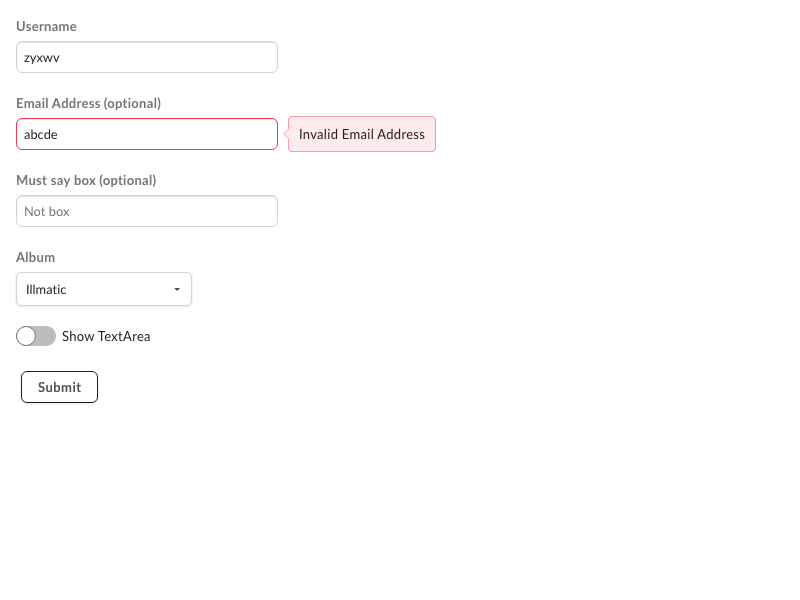 Username
zyxwv
Email Address (optional)
abcde
Invalid Email Address
Must say box (optional)
Not box
Album
Illmatic
Show TextArea
Submit